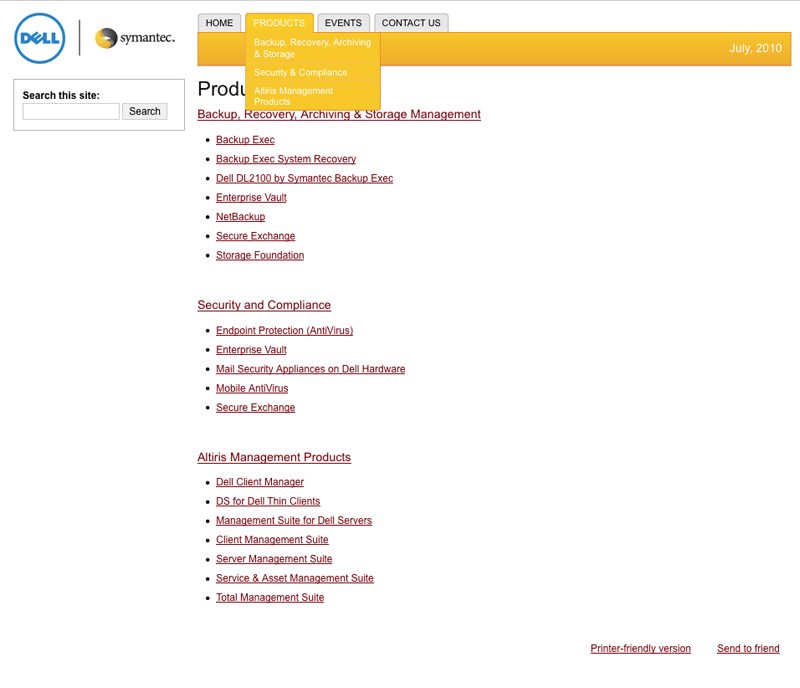 DELL
symantec.
HOME
PRODUCTS
EVENTS
CONTACT US
Backup, Recovery, Archiving
& Storage
Security & Compliance
Altiris Management
Products
July, 2010
Search this site:
Search
Backup, Recovery, Archiving & Storage Management
Backup Exec
Backup Exec System Recovery
Dell DL2100 by Symantec Backup Exec
Enterprise Vault
NetBackup
Secure Exchange
Storage Foundation
Security and Compliance
Endpoint Protection (AntiVirus)
Enterprise Vault
Mail Security Appliances on Dell Hardware
Mobile AntiVirus
Secure Exchange
Altiris Management Products
Dell Client Manager
DS for Dell Thin Clients
Management Suite for Dell Servers
Client Management Suite
Server Management Suite
Service & Asset Management Suite
Total Management Suite
Printer-friendly version
Send to friend